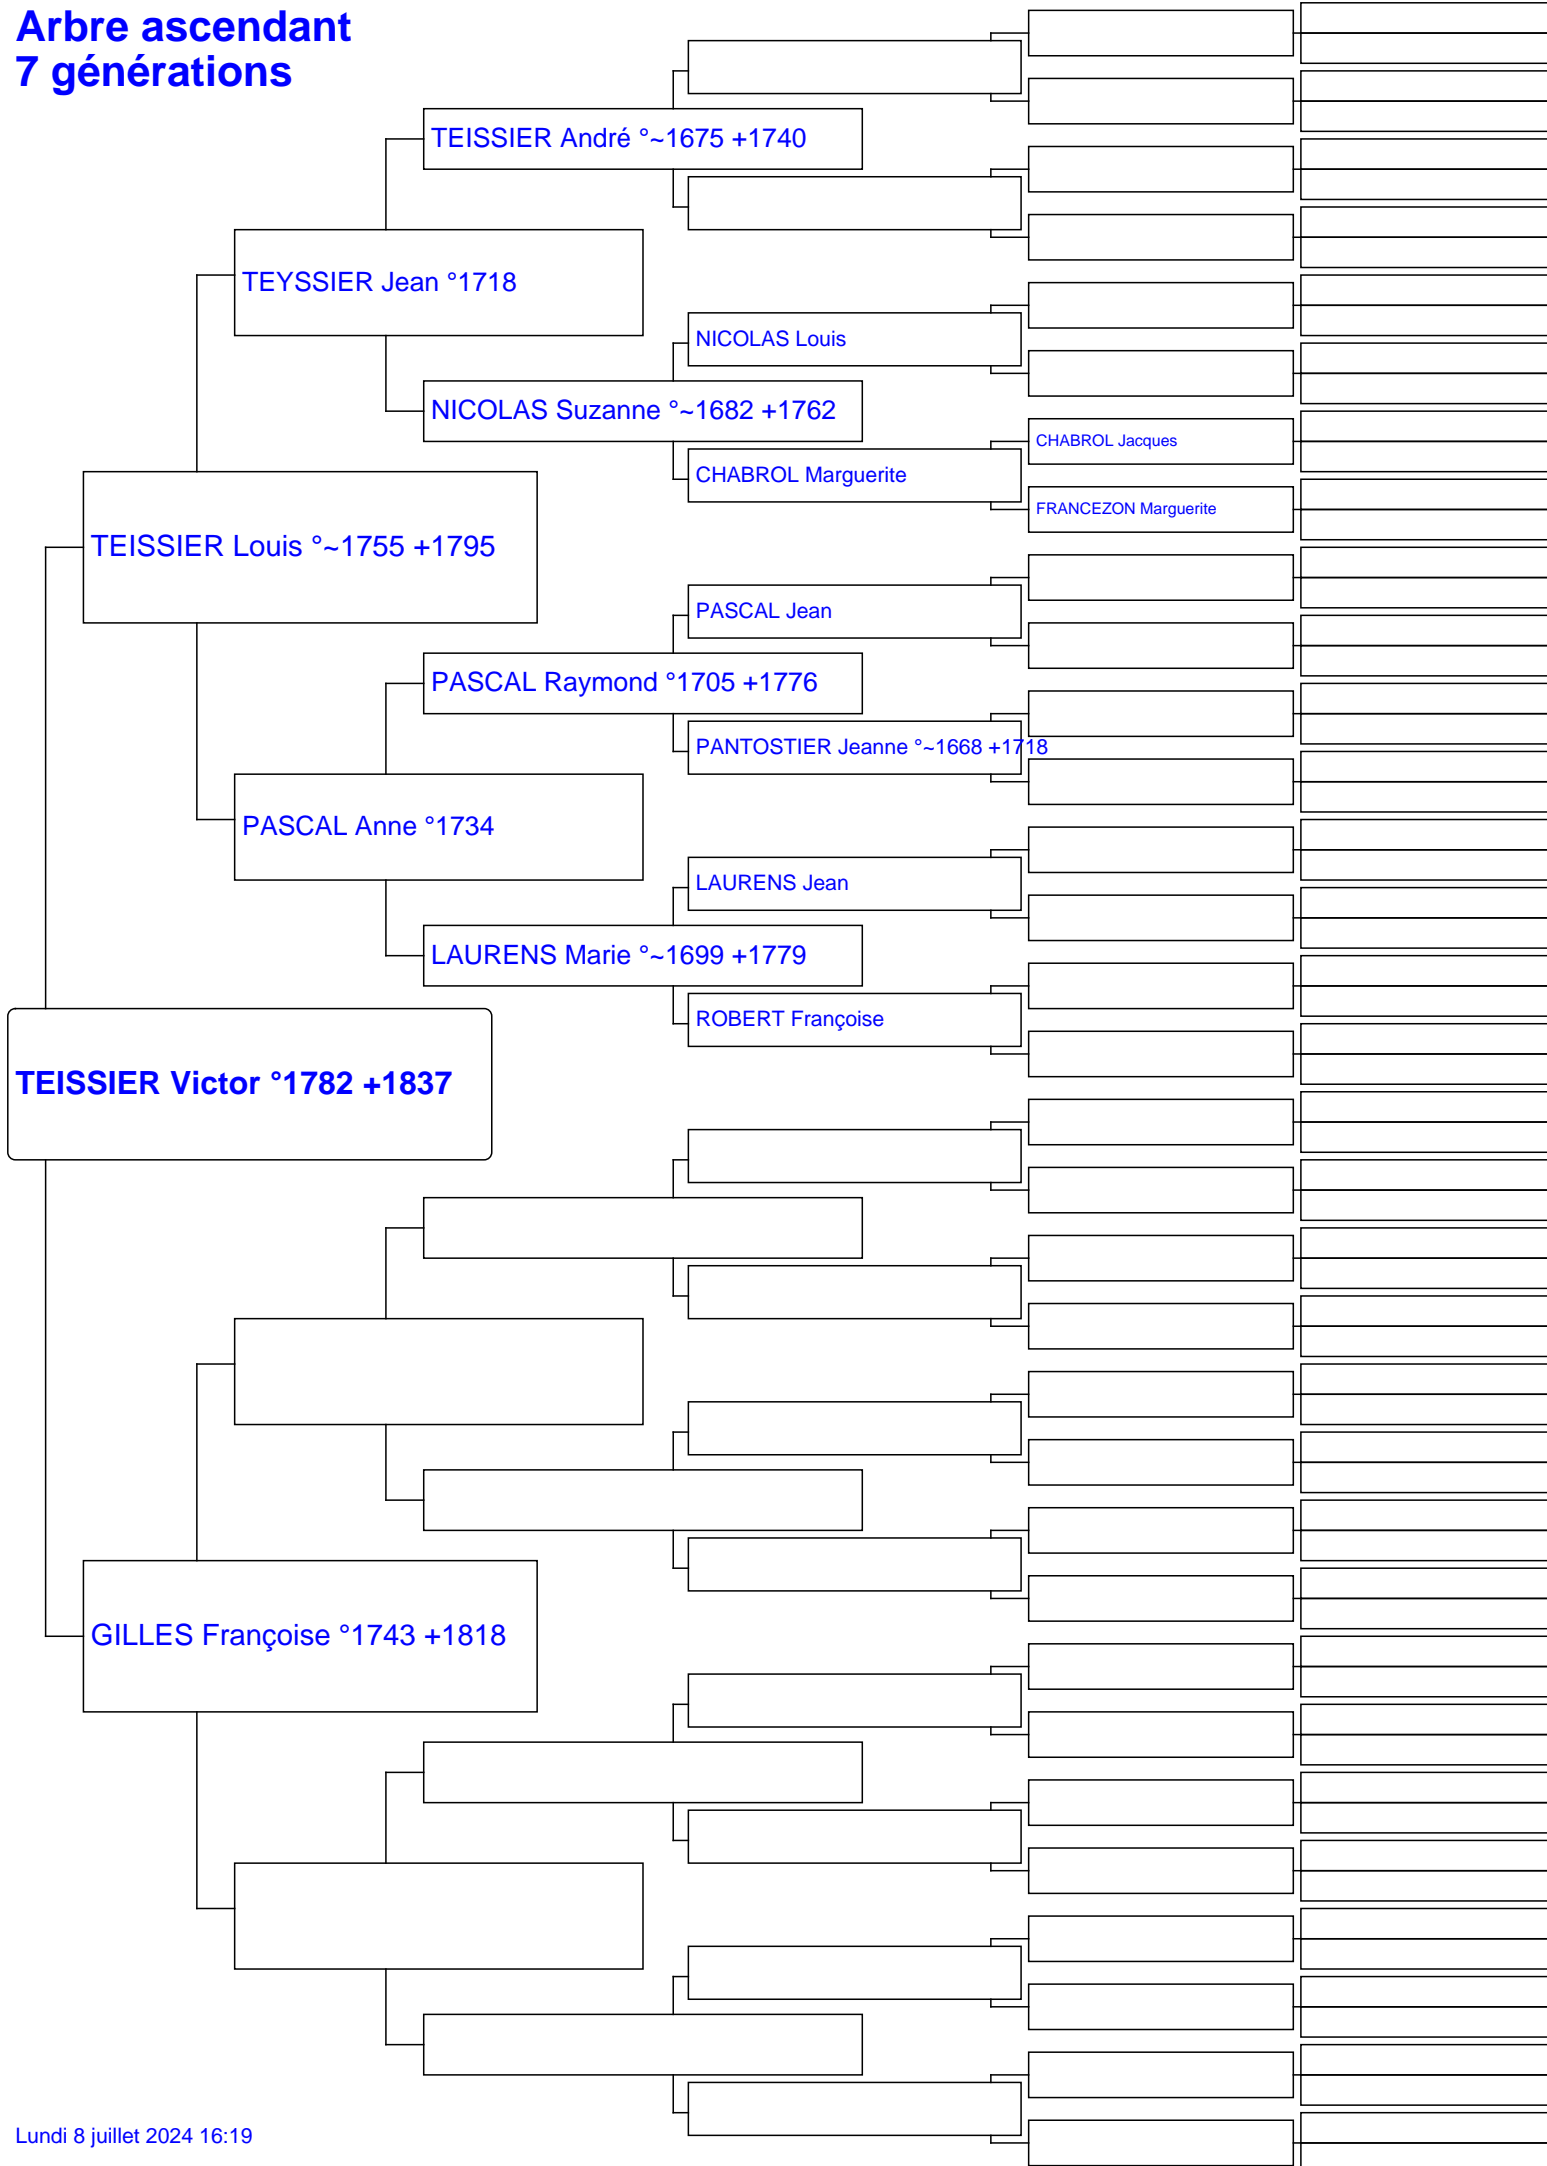 Arbre ascendant
7 générations
TEISSIER André °~1675 +1740
TEYSSIER Jean °1718
NICOLAS Louis
NICOLAS Suzanne °~1682 +1762
CHABROL Jacques
CHABROL Marguerite
FRANCEZON Marguerite
TEISSIER Louis °~1755 +1795
PASCAL Jean
PASCAL Raymond °1705 +1776
PANTOSTIER Jeanne °~1668 +1718
PASCAL Anne °1734
LAURENS Jean
LAURENS Marie °~1699 +1779
ROBERT Françoise
TEISSIER Victor °1782 +1837
GILLES Françoise °1743 +1818
Lundi 8 juillet 2024 16:19